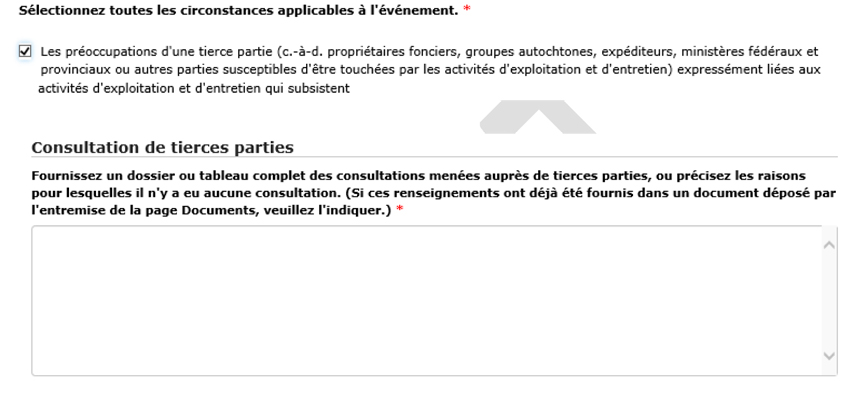 Sélectionnez toutes les circonstances applicables à l'événement. *
Les préoccupations d'une tierce partie (c.-à-d. propriétaires fonciers, groupes autochtones, expéditeurs, ministères fédéraux et
provinciaux ou autres parties susceptibles d'être touchées par les activités d'exploitation et d'entretien) expressément liées aux
activités d'exploitation et d'entretien qui subsistent
Consultation de tierces parties
Fournissez un dossier ou tableau complet des consultations menées auprès de tierces parties, ou précisez les raisons
pour lesquelles il n'y a eu aucune consultation. (Si ces renseignements ont déjà été fournis dans un document déposé par
l'entremise de la page Documents, veuillez l'indiquer.) *